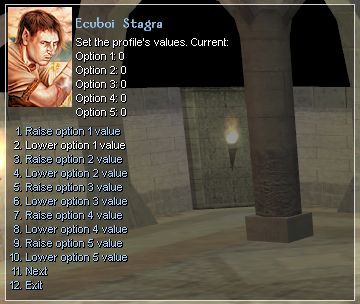 Ecuboi Stagra
Set the profile's values. Current:
Option 1: 0
Option 2: 0
Option 3: 0
Option 4: 0
Option 5: 0
1. Raise option 1 value
2. Lower option 1 value
3. Raise option 2 value
4. Lower option 2 value
5. Raise option 3 value
6. Lower option 3 value
7. Raise option 4 value
8. Lower option 4 value
9. Raise option 5 value
10. Lower option 5 value
11. Next
12. Exit